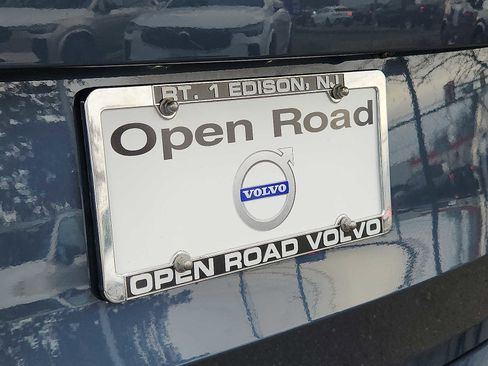 RT. 1 EDISON, NJ
Open Road
VOLVO
OPEN ROAD VOLVO